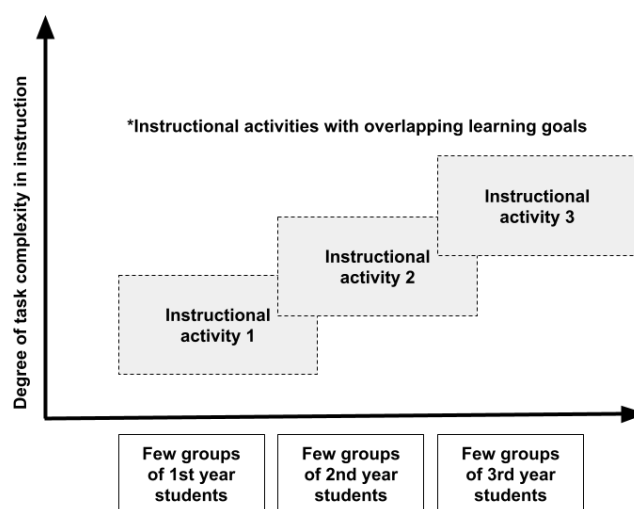 Degree of task complexity in instruction
*Instructional activities with overlapping learning goals
Instructional
activity 3
Instructional
activity 2
Instructional
activity 1
Few groups
of 1st year
students
Few groups
of 2nd year
students
Few groups
of 3rd year
students